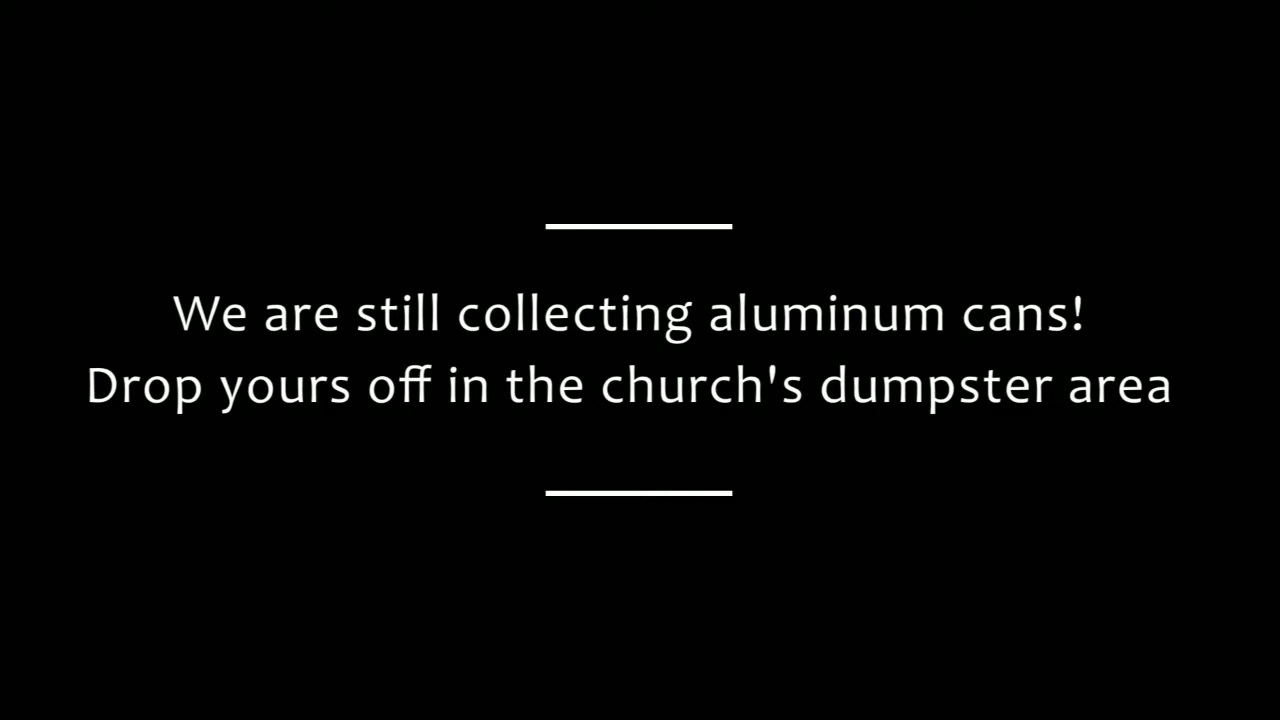 We are still collecting aluminum cans!
Drop yours off in the church's dumpster area